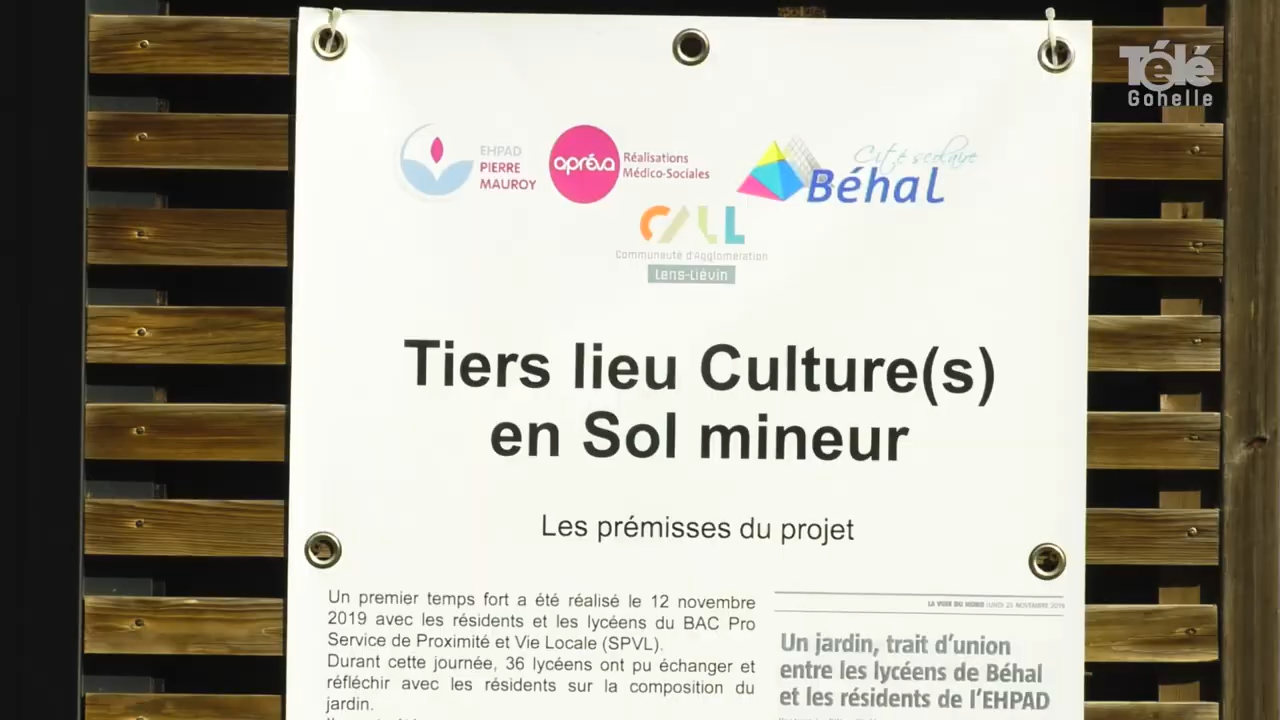 Télé
Gohelle
EHPAD
PIERRE
MAUROY
apréva
Réalisations
Médico-Sociales
Cité scolaire
Béhal
CALL
Communauté d'Agglomération
Lens-Liévin
Tiers lieu Culture(s)
en Sol mineur
Les prémisses du projet
Un premier temps fort a été réalisé le 12 novembre
2019 avec les résidents et les lycéens du BAC Pro
Service de Proximité et Vie Locale (SPVL).
Durant cette journée, 36 lycéens ont pu échanger et
réfléchir avec les résidents sur la composition du
jardin.
LA VOIX DU NORD LUNDI 25 NOVEMBRE 2019
Un jardin, trait d'union
entre les lycéens de Béhal
et les résidents de l'EHPAD